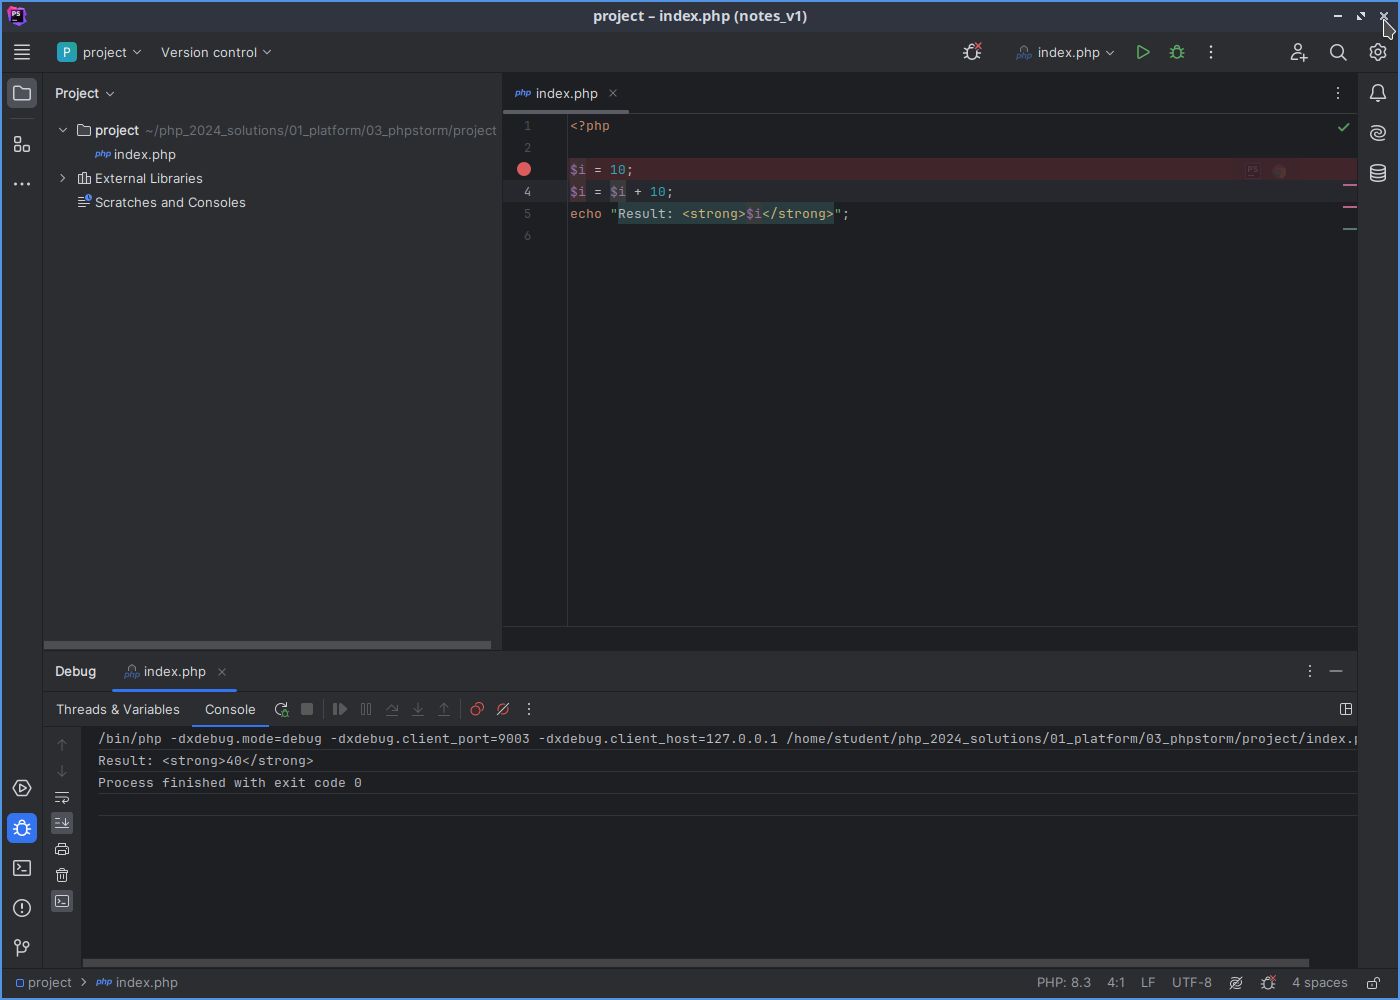 project – index.php (notes_v1)
P project Version control index.php
Project
php index.php
project ~/php_2024_solutions/01_platform/03_phpstorm/project
php index.php
External Libraries
Scratches and Consoles
1 <?php
2
$i = 10;
4 $i = $i + 10;
5 echo "Result: <strong>$i</strong>";
6
Debug php index.php
Threads & Variables Console
/bin/php -dxdebug.mode=debug -dxdebug.client_port=9003 -dxdebug.client_host=127.0.0.1 /home/student/php_2024_solutions/01_platform/03_phpstorm/project/index.p
Result: <strong>40</strong>
Process finished with exit code 0
project > php index.php PHP: 8.3 4:1 LF UTF-8 4 spaces